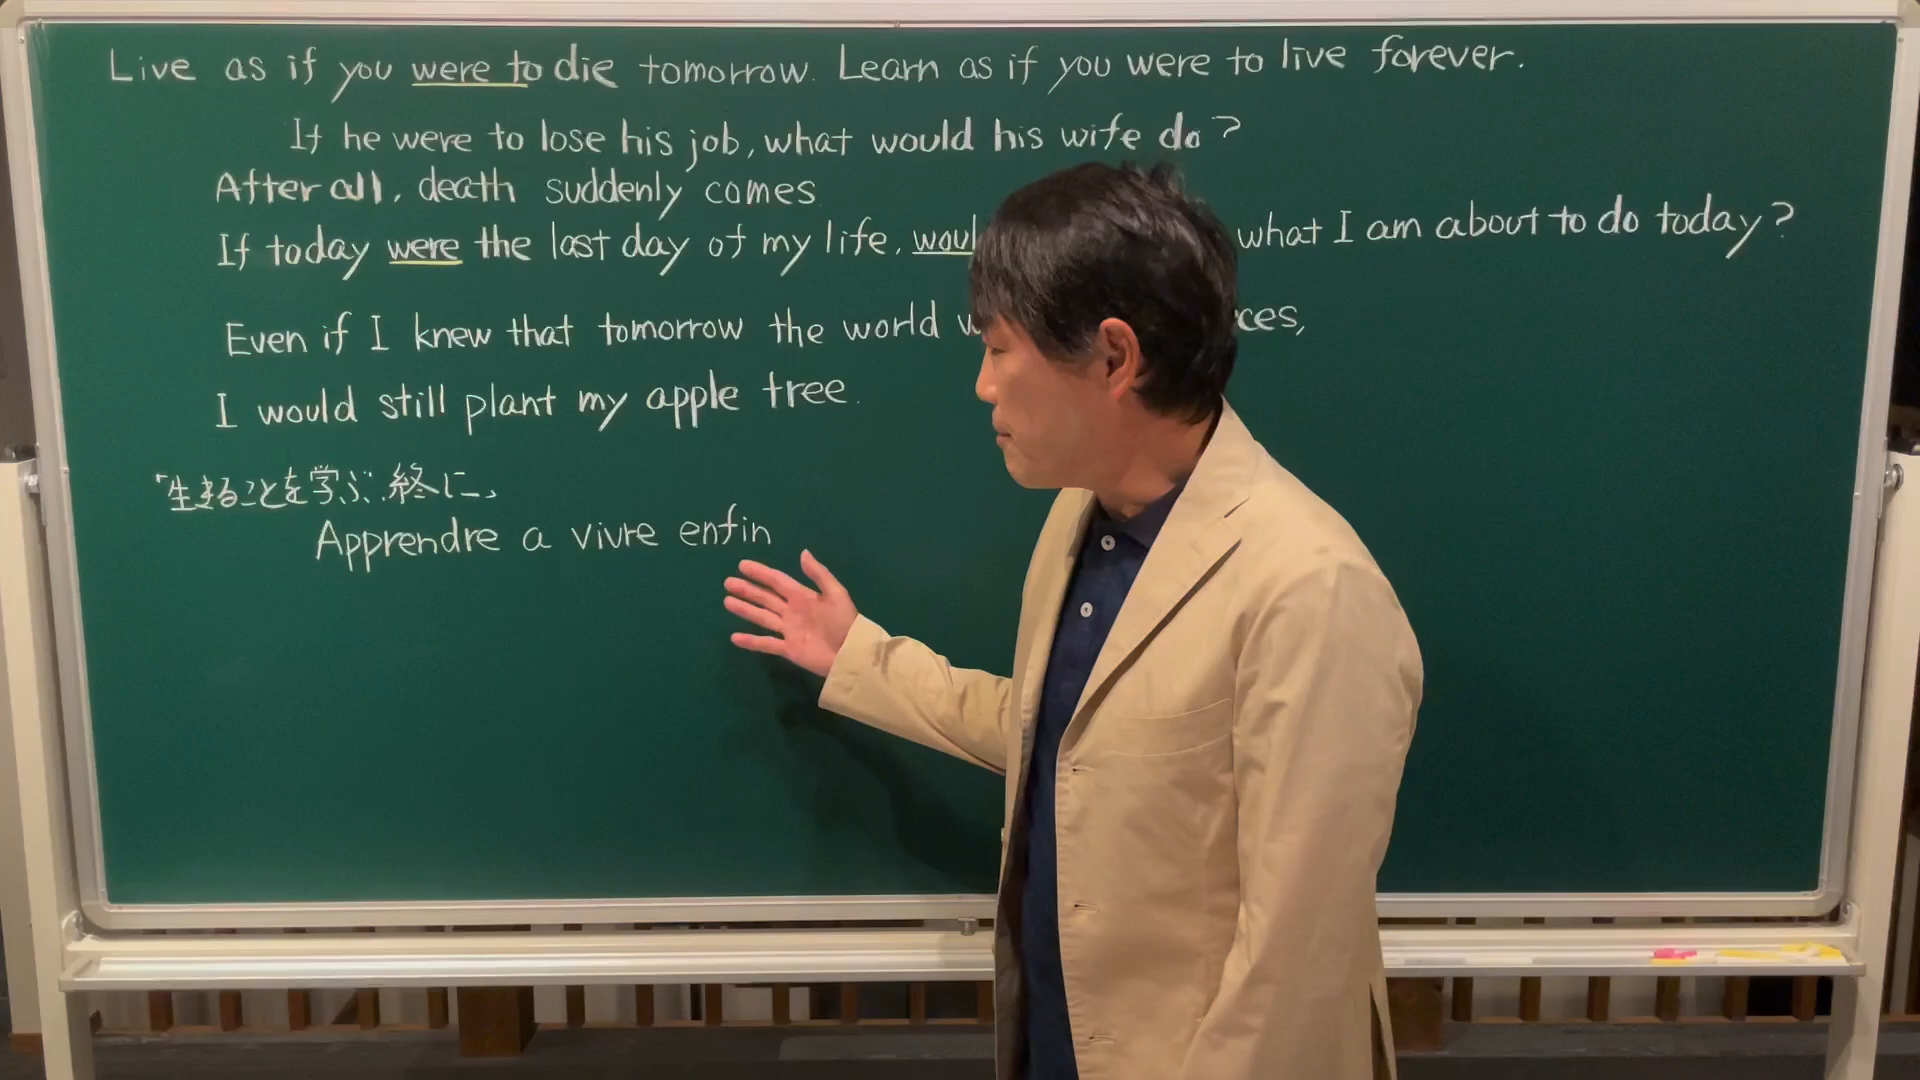 Live as if you were to die tomorrow. Learn as if you were to live forever.
If he were to lose his job, what would his wife do?
After all, death suddenly comes.
If today were the last day of my life, what I am about to do today?
Even if I knew that tomorrow the world
I would still plant my apple tree.
「生きることを学ぶ、終に」
Apprendre a vivre enfin